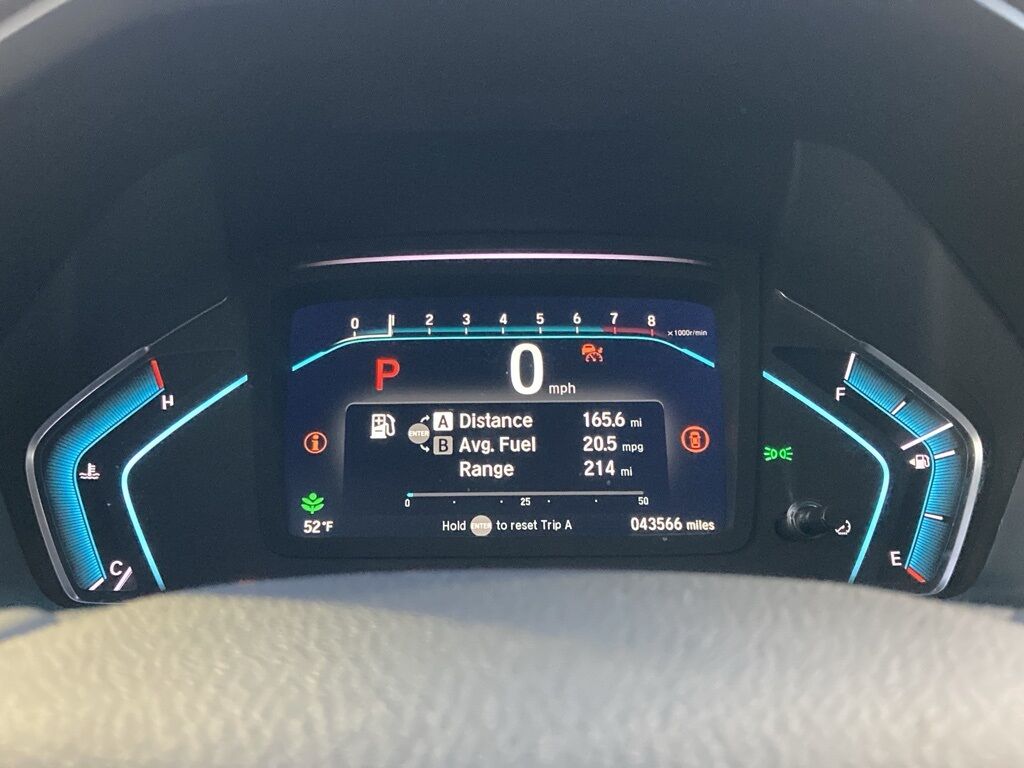 0 1 2 3 4 5 6 7 8 ×1000r/min
P 0 mph
H
F
A Distance 165.6 mi
ENTER
B Avg. Fuel 20.5 mpg
Range 214 mi
0 25 50
52°F
Hold ENTER to reset Trip A
043566 miles
C
E